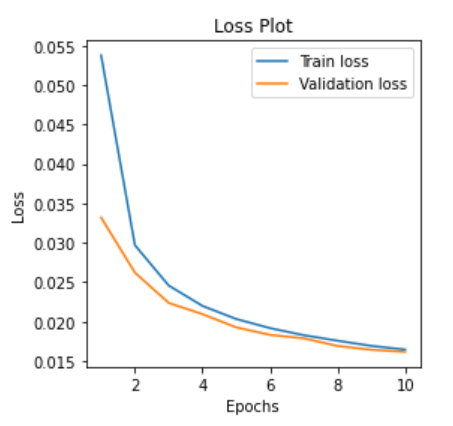 Loss Plot
Train loss
Validation loss
0.055
0.050
0.045
0.040
0.035
0.030
0.025
0.020
0.015
Loss
2 4 6 8 10
Epochs